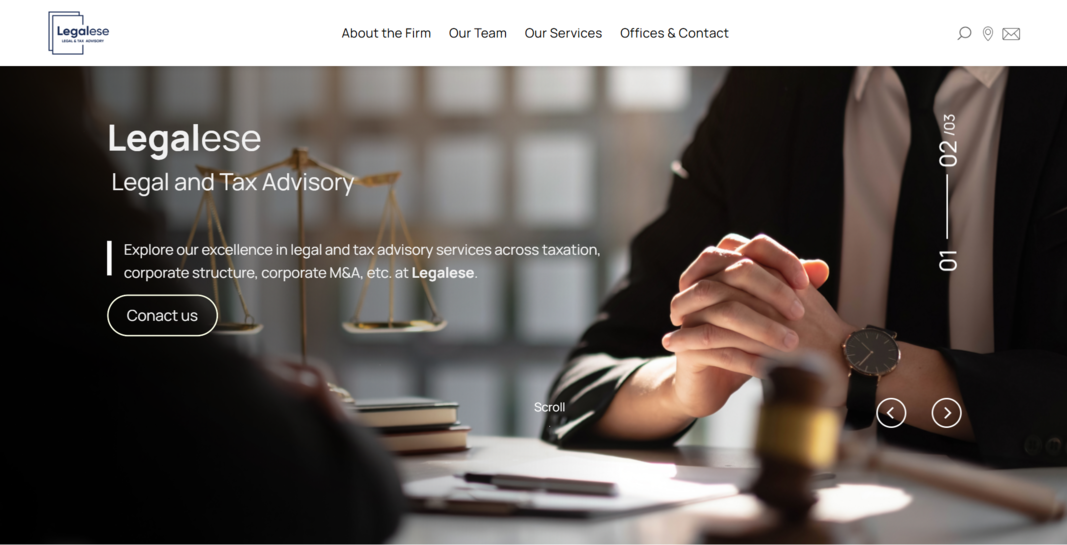 Legalese
LEGAL & TAX ADVISORY
About the Firm
Our Team
Our Services
Offices & Contact
Legalese
Legal and Tax Advisory
Explore our excellence in legal and tax advisory services across taxation,
corporate structure, corporate M&A, etc. at Legalese.
Conact us
Scroll
01
02 /03